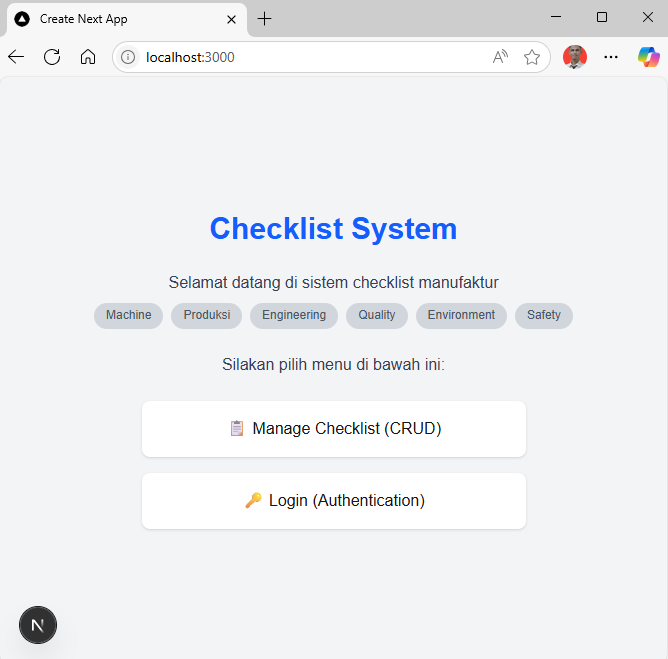 Create Next App
localhost:3000
Checklist System
Selamat datang di sistem checklist manufaktur
Machine Produksi Engineering Quality Environment Safety
Silakan pilih menu di bawah ini:
📋 Manage Checklist (CRUD)
🔑 Login (Authentication)
N